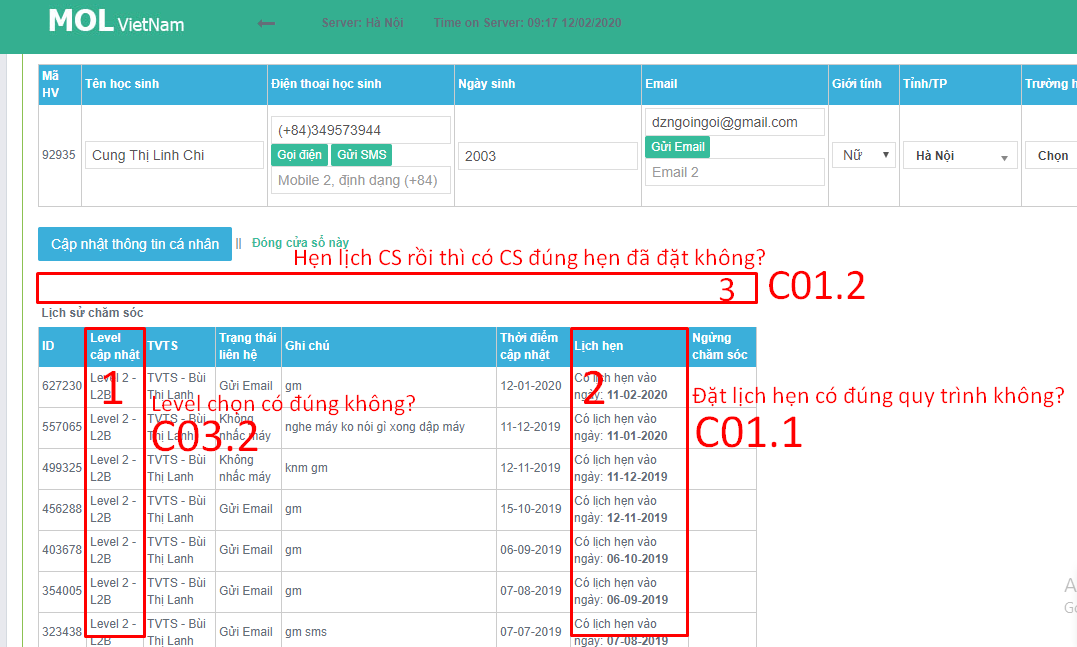 MOL VietNam
Server: Hà Nội Time on Server: 09:17 12/02/2020
Mã HV Tên học sinh Điện thoại học sinh Ngày sinh Email Giới tính Tỉnh/TP Trường h
92935 Cung Thị Linh Chi (+84)349573944 2003 dzngoingoi@gmail.com Nữ Hà Nội Chọn
Gọi điện Gửi SMS Gửi Email
Mobile 2, định dạng (+84) Email 2
Cập nhật thông tin cá nhân || Đóng cửa sổ này
Hẹn lịch CS rồi thì có CS đúng hẹn đã đặt không?
3 C01.2
Lịch sử chăm sóc
ID Level cập nhật TVTS Trạng thái liên hệ Ghi chú Thời điểm cập nhật Lịch hẹn Ngừng chăm sóc
627230 Level 2 - L2B TVTS - Bùi Thị Lanh Gửi Email gm 12-01-2020 Có lịch hẹn vào ngày: 11-02-2020
1 2
Level chọn có đúng không?
C03.2
Đặt lịch hẹn có đúng quy trình không?
C01.1
557065 Level 2 - L2B TVTS - Bùi Thị Lanh Không nhấc máy nghe máy ko nói gì xong dập máy 11-12-2019 Có lịch hẹn vào ngày: 11-01-2020
499325 Level 2 - L2B TVTS - Bùi Thị Lanh Không nhấc máy knm gm 12-11-2019 Có lịch hẹn vào ngày: 11-12-2019
456288 Level 2 - L2B TVTS - Bùi Thị Lanh Gửi Email gm 15-10-2019 Có lịch hẹn vào ngày: 12-11-2019
403678 Level 2 - L2B TVTS - Bùi Thị Lanh Gửi Email gm 06-09-2019 Có lịch hẹn vào ngày: 06-10-2019
354005 Level 2 - L2B TVTS - Bùi Thị Lanh Gửi Email gm 07-08-2019 Có lịch hẹn vào ngày: 06-09-2019
323438 Level 2 - L2B TVTS - Bùi Thị Lanh Gửi Email gm sms 07-07-2019 Có lịch hẹn vào ngày: 07-08-2019